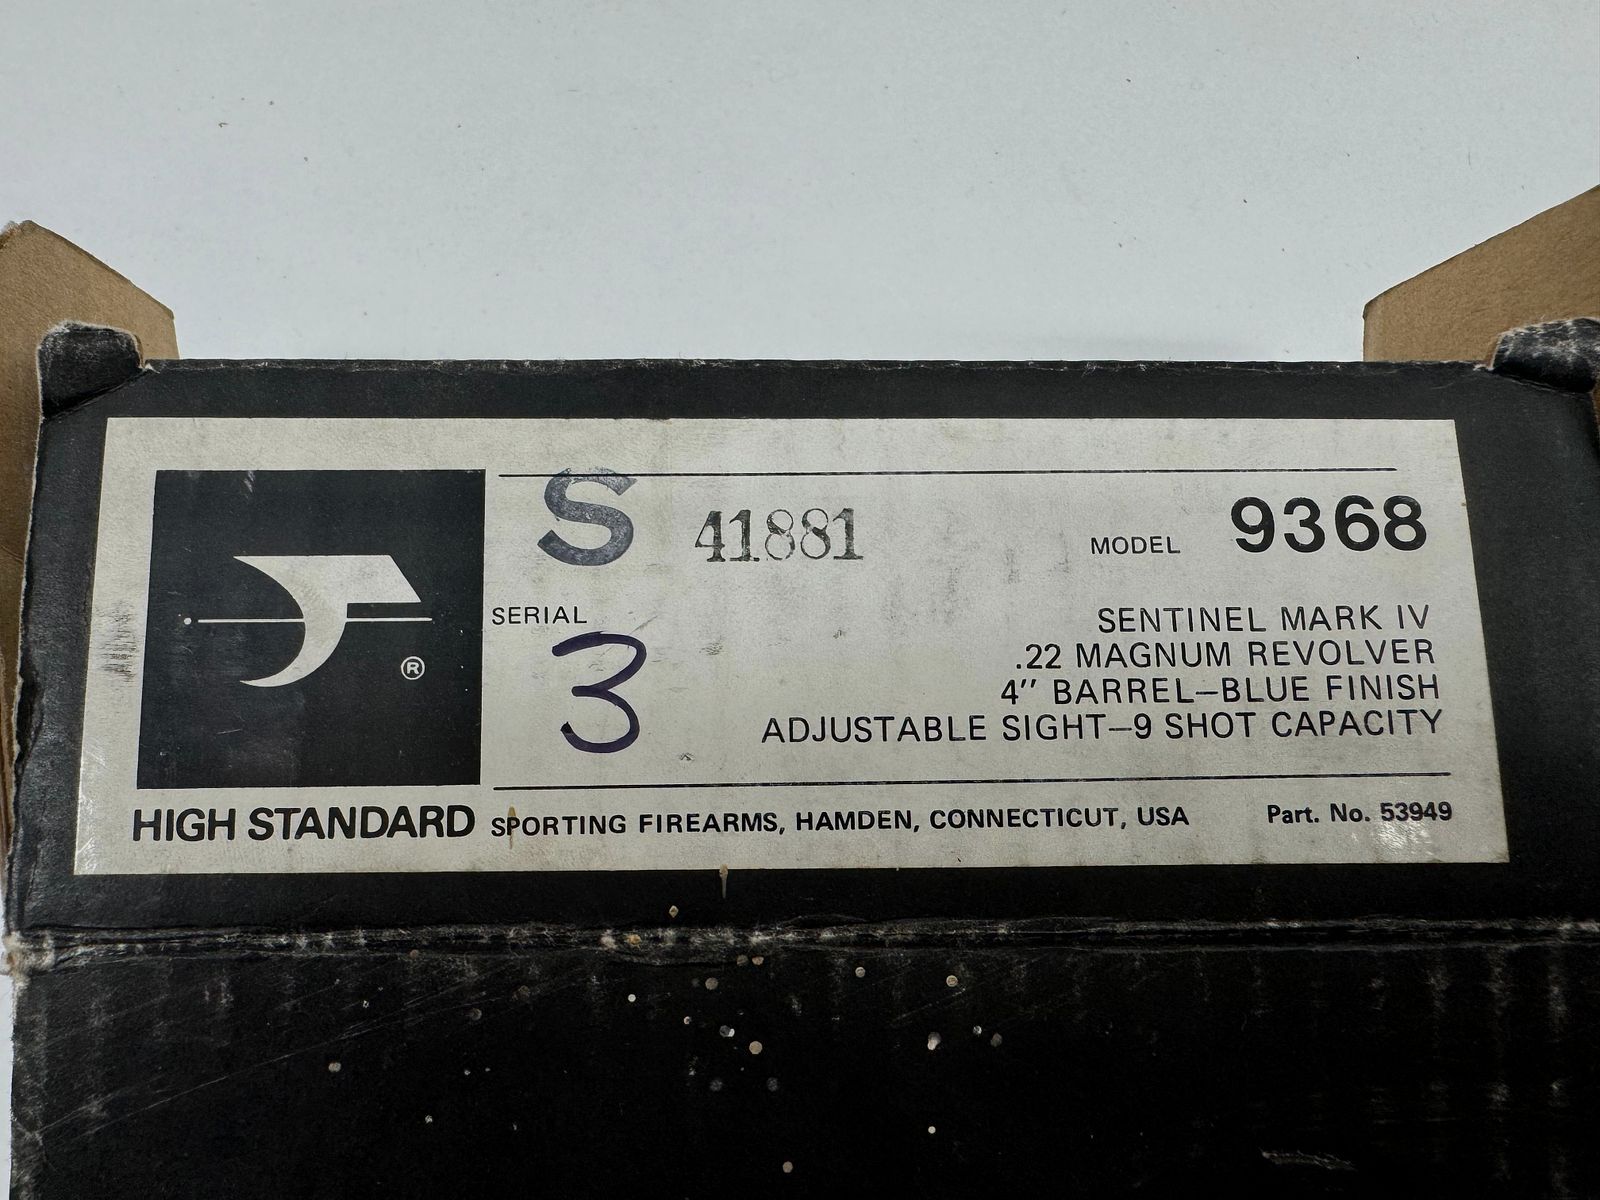 S 41881 MODEL 9368
SERIAL
3
SENTINEL MARK IV
.22 MAGNUM REVOLVER
4" BARREL—BLUE FINISH
ADJUSTABLE SIGHT—9 SHOT CAPACITY
®
HIGH STANDARD SPORTING FIREARMS, HAMDEN, CONNECTICUT, USA Part. No. 53949